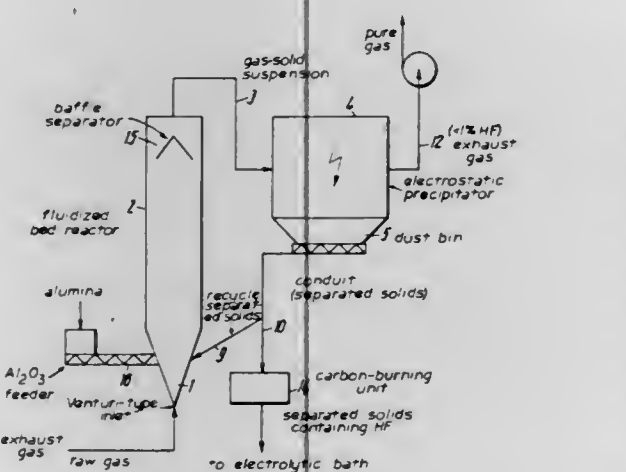 pure
gas
gas-solid
suspension
3
4
baffle
separator
15
12
(<1% HF)
exhaust
gas
electrostatic
precipitator
2
fluidized
bed reactor
5 dust bin
conduit
(separated solids)
recycle
separat
ed solids
10
9
alumina
Al2O3
feeder
1
Venturi-type
inlet
carbon-burning
unit
separated solids
containing HF
exhaust
gas
raw gas
to electrolytic bath